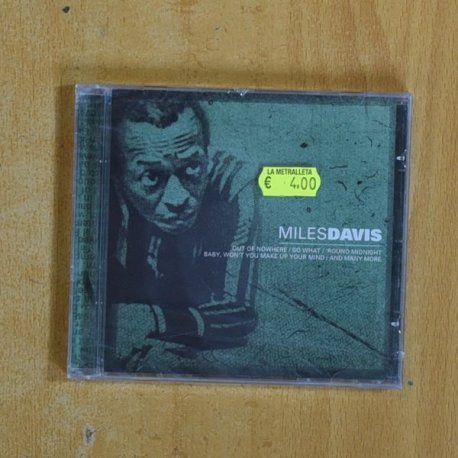 LA METRALLETA
€ 4.00
MILESDAVIS
OUT OF NOWHERE / SO WHAT / 'ROUND MIDNIGHT
BABY, WON'T YOU MAKE UP YOUR MIND / AND MANY MORE